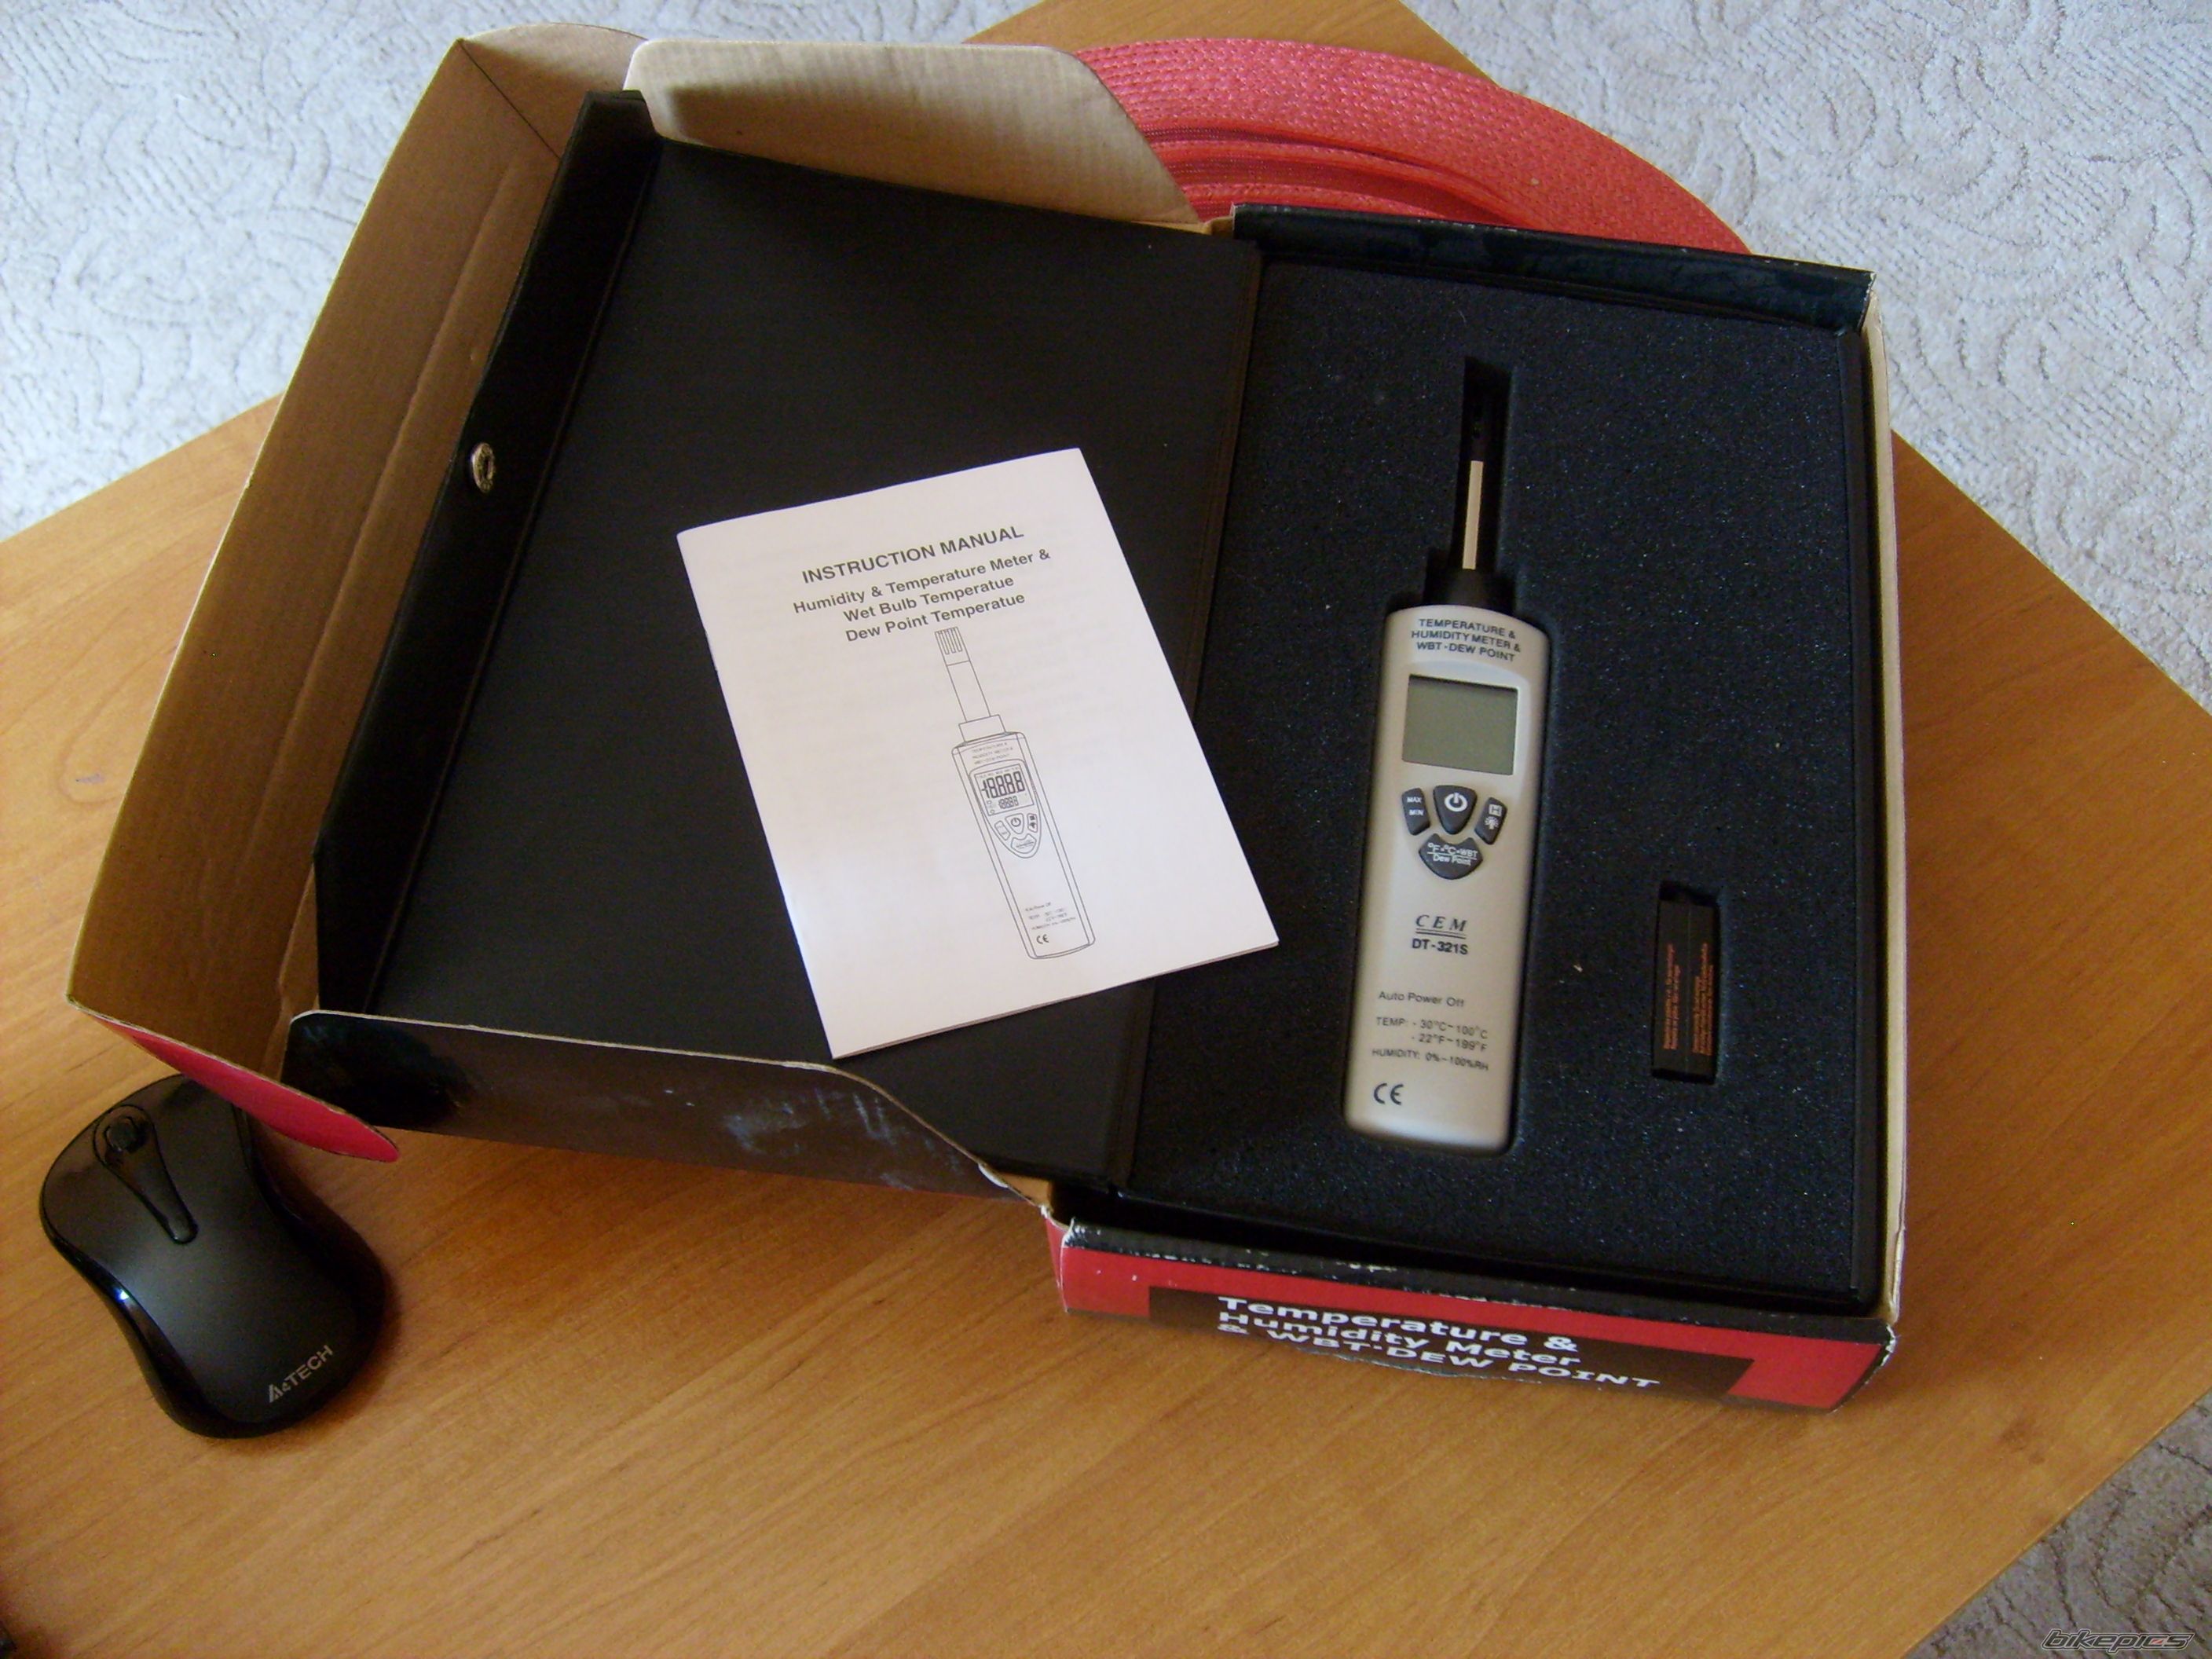 INSTRUCTION MANUAL
Humidity & Temperature Meter &
Wet Bulb Temperatue
Dew Point Temperatue
CE
TEMPERATURE &
HUMIDITY METER &
WBT-DEW POINT
MAX
MIN
H
°F•°C•WBT
Dew Point
CEM
DT-321S
Auto Power Off
TEMP: -30°C~100°C
-22°F~199°F
HUMIDITY: 0%~100%RH
CE
Temperature &
Humidity Meter
& WBT-DEW POINT
A4TECH
bikepics